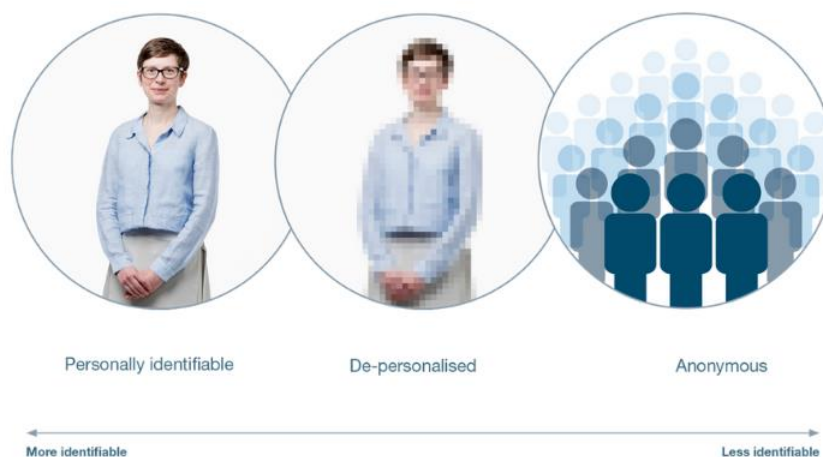 Personally identifiable
De-personalised
Anonymous
More identifiable
Less identifiable